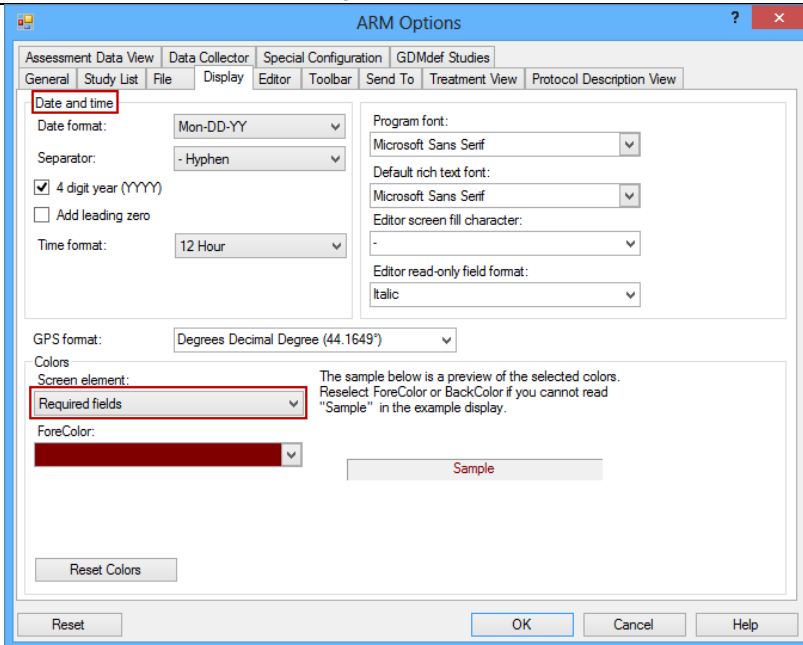 ARM Options
? ×
Assessment Data View Data Collector Special Configuration GDMdef Studies
General Study List File Display Editor Toolbar Send To Treatment View Protocol Description View
Date and time
Date format: Mon-DD-YY
Separator: - Hyphen
4 digit year (YYYY)
Add leading zero
Time format: 12 Hour
Program font:
Microsoft Sans Serif
Default rich text font:
Microsoft Sans Serif
Editor screen fill character:
-
Editor read-only field format:
Italic
GPS format: Degrees Decimal Degree (44.1649°)
Colors
Screen element:
Required fields
ForeColor:
The sample below is a preview of the selected colors.
Reselect ForeColor or BackColor if you cannot read
"Sample" in the example display.
Sample
Reset Colors
Reset OK Cancel Help